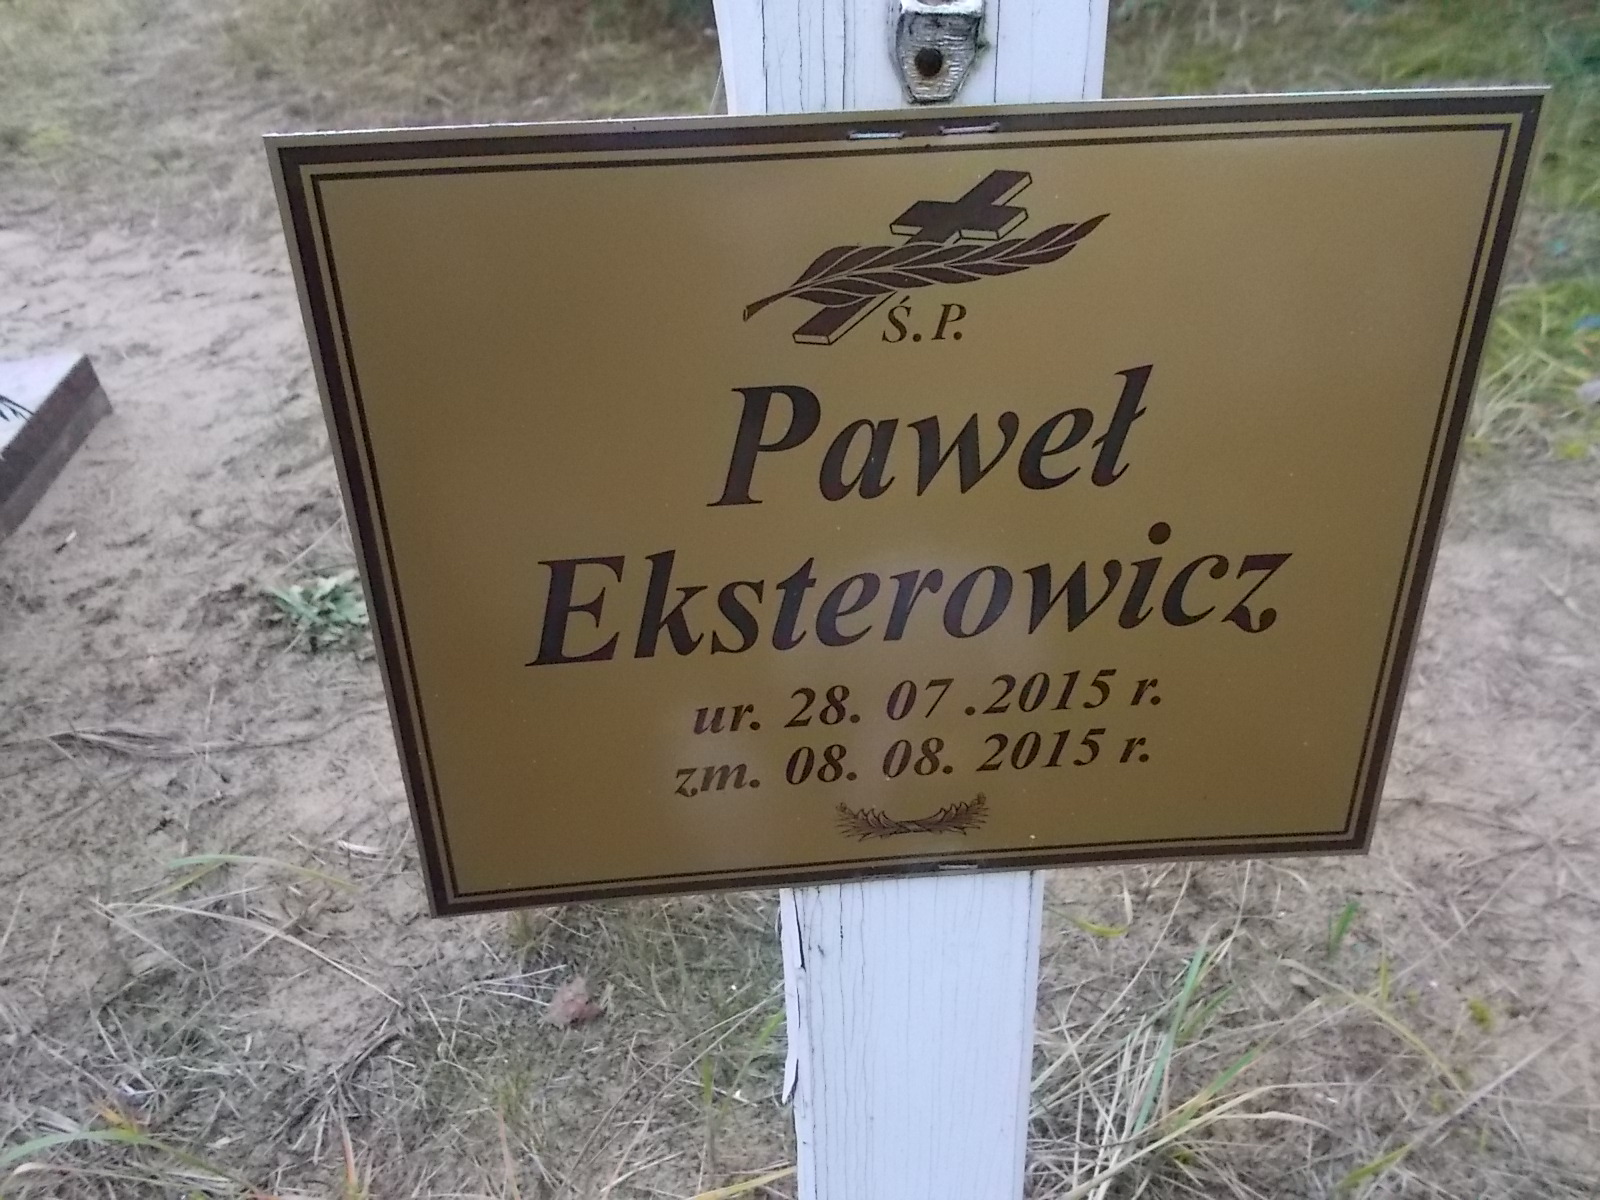 Ś.P.
Paweł
Eksterowicz
ur. 28. 07 .2015 r.
zm. 08. 08. 2015 r.